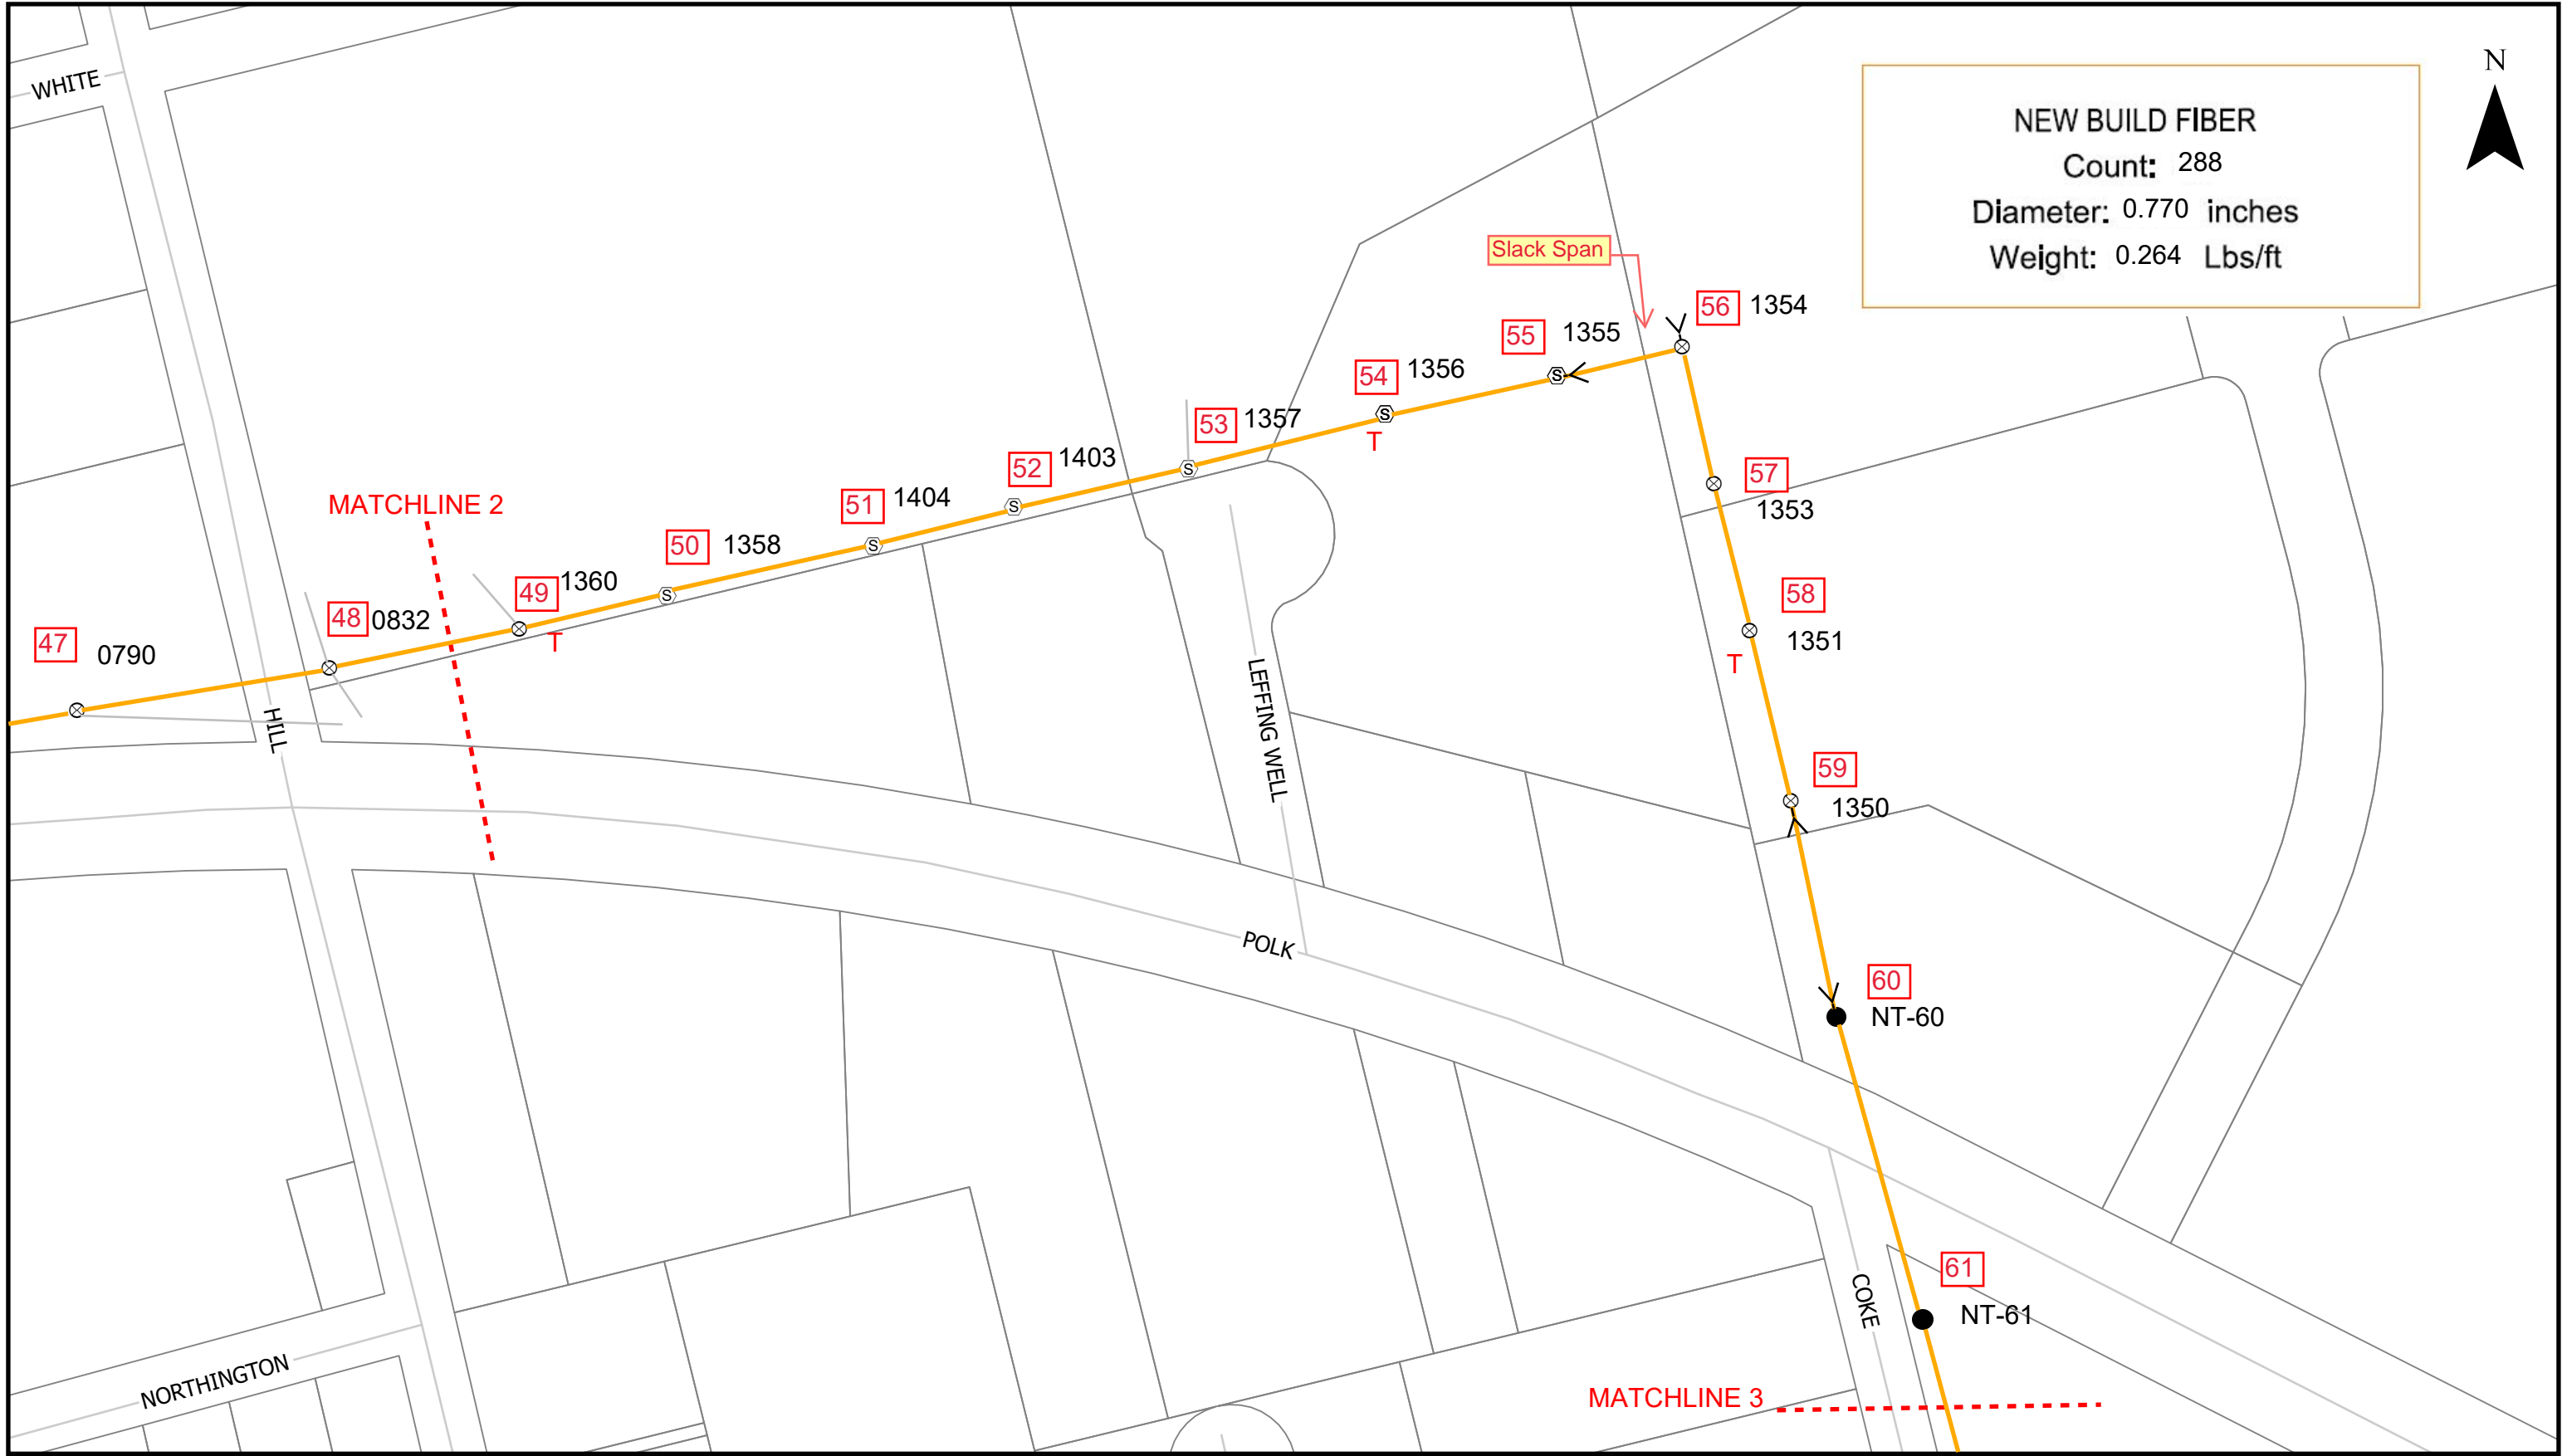 N
WHITE
NEW BUILD FIBER
Count: 288
Diameter: 0.770 inches
Weight: 0.264 Lbs/ft
Slack Span
56 1354
55 1355
54 1356
T
53 1357
52 1403
51 1404
50 1358
MATCHLINE 2
49 1360
T
48 0832
47 0790
57
1353
58
1351
T
HILL
LEFFING WELL
59
1350
POLK
60
NT-60
61
NT-61
COKE
NORTHINGTON
MATCHLINE 3
S
S
S
S
S
S